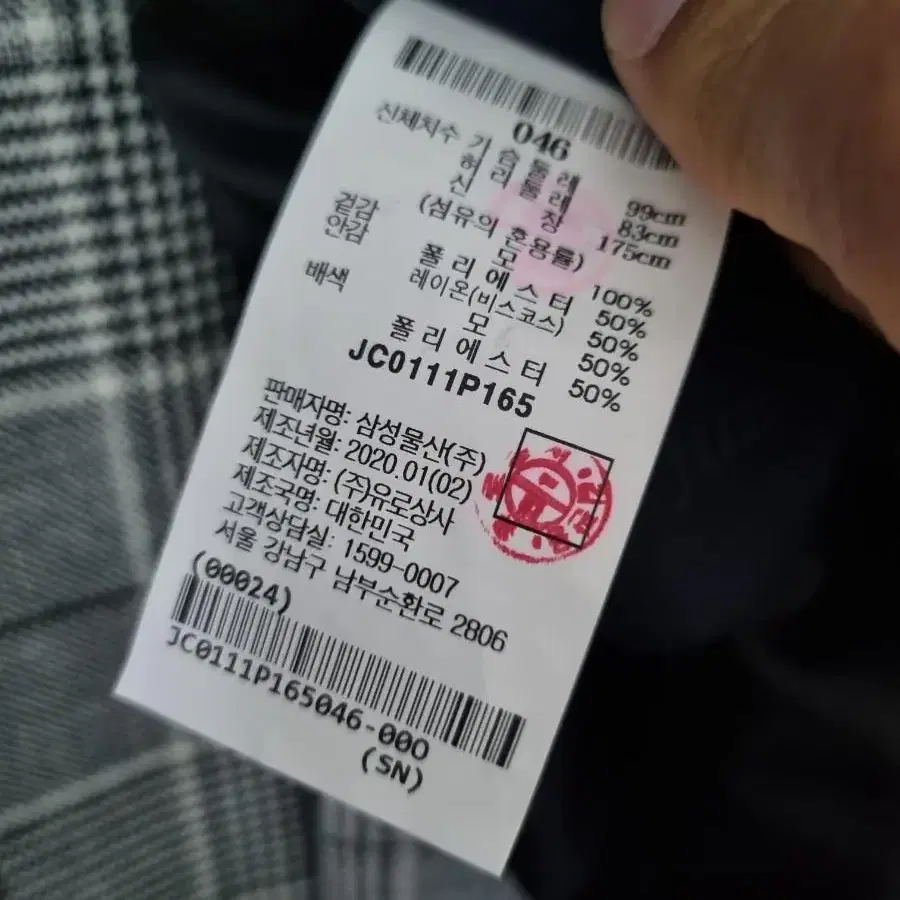 046
신체치수 가슴둘레 99cm
허리둘레 83cm
신장 175cm
(섬유의 혼용률)
겉감 모 100%
안감 폴리에스터 50%
레이온(비스코스) 50%
배색 모 50%
폴리에스터 50%
JC0111P165
판매자명: 삼성물산(주)
제조년월: 2020.01(02)
제조자명: (주)유로상사
제조국명: 대한민국
고객상담실: 1599-0007
서울 강남구 남부순환로 2806
(00024)
JC0111P165046-000
(SN)